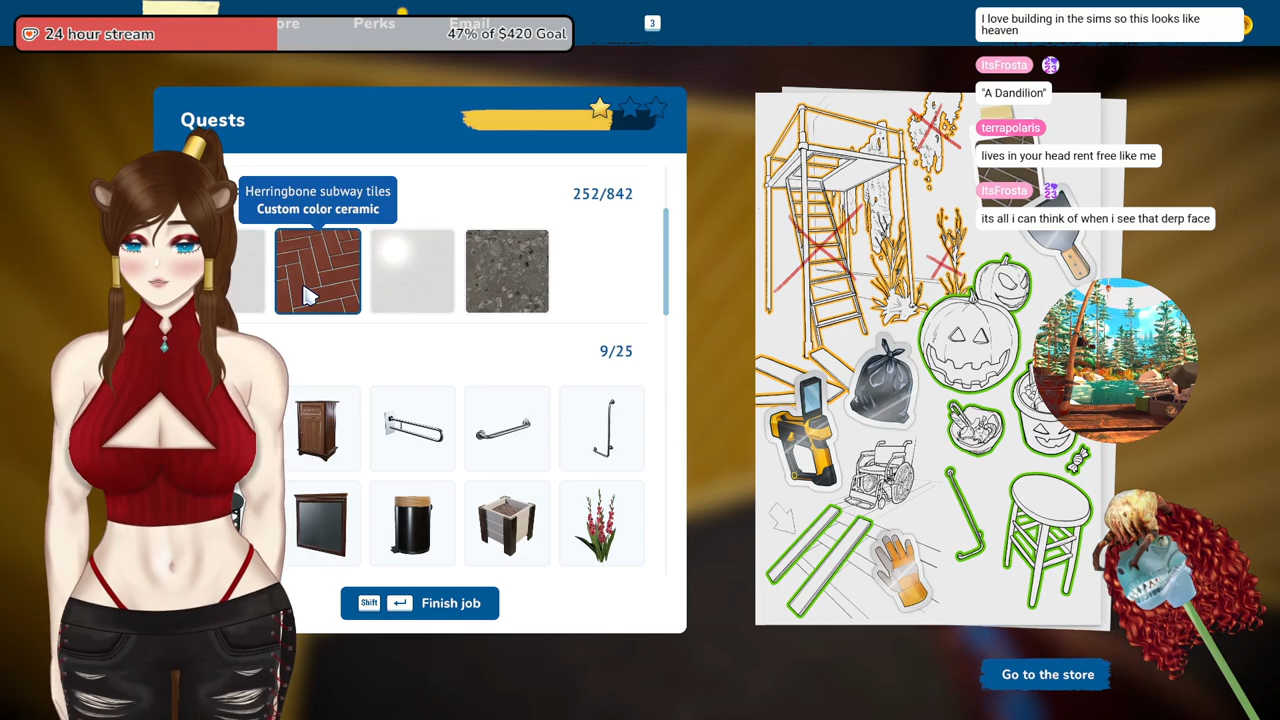 24 hour stream
47% of $420 Goal
ore
Perks
Email
3
Quests
252/842
Herringbone subway tiles
Custom color ceramic
9/25
Shift
Finish job
Go to the store
I love building in the sims so this looks like
heaven
ItsFrosta
"A Dandilion"
terrapolaris
lives in your head rent free like me
ItsFrosta
its all i can think of when i see that derp face